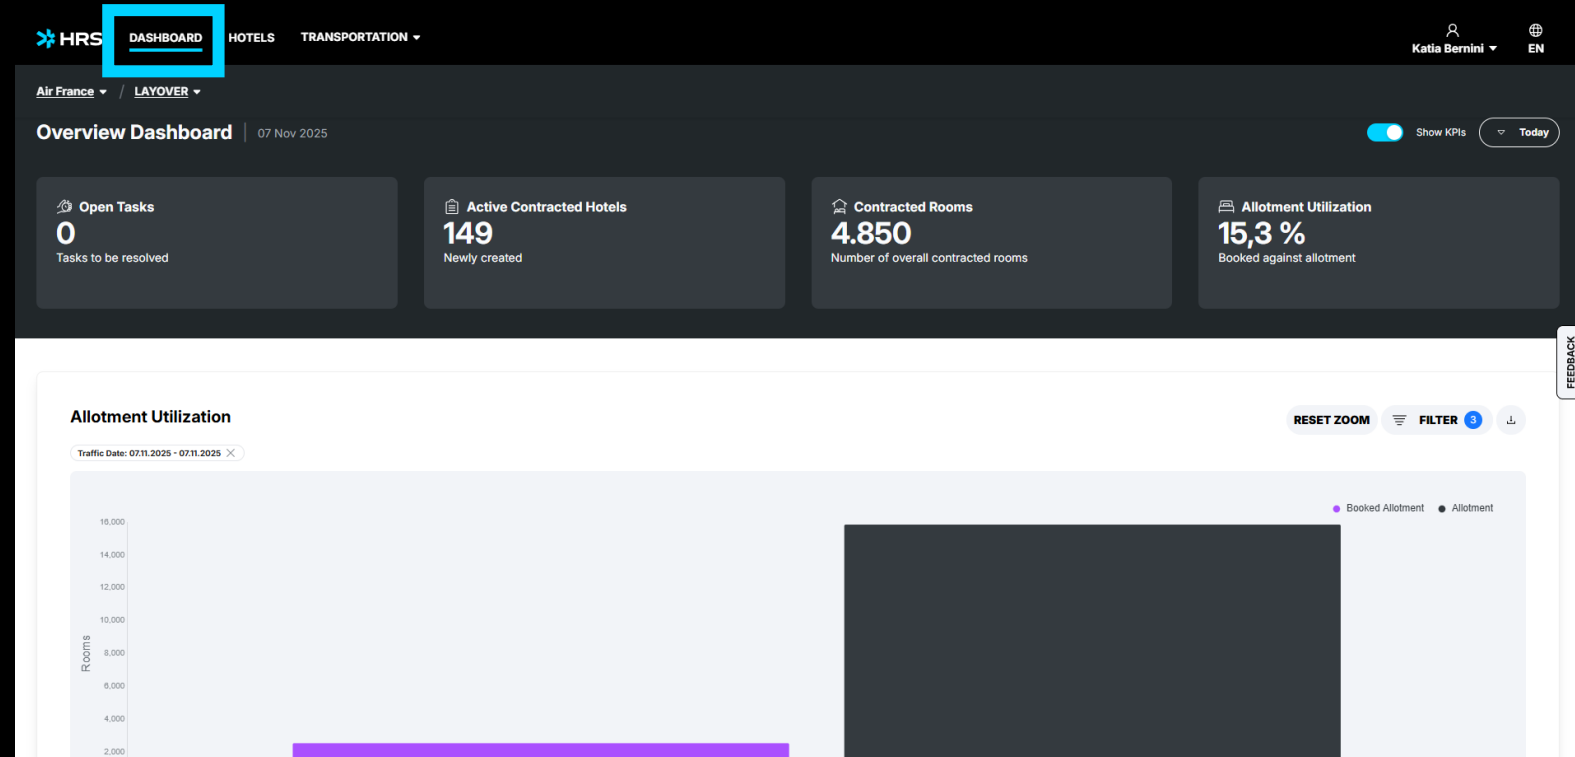 HRS DASHBOARD HOTELS TRANSPORTATION
Katia Bernini EN
Air France / LAYOVER
Overview Dashboard 07 Nov 2025
Show KPIs Today
Open Tasks
0
Tasks to be resolved
Active Contracted Hotels
149
Newly created
Contracted Rooms
4.850
Number of overall contracted rooms
Allotment Utilization
15,3 %
Booked against allotment
FEEDBACK
Allotment Utilization
RESET ZOOM FILTER 3
Traffic Date: 07.11.2025 - 07.11.2025
Booked Allotment Allotment
16,000
14,000
12,000
10,000
8,000
6,000
4,000
2,000
Rooms